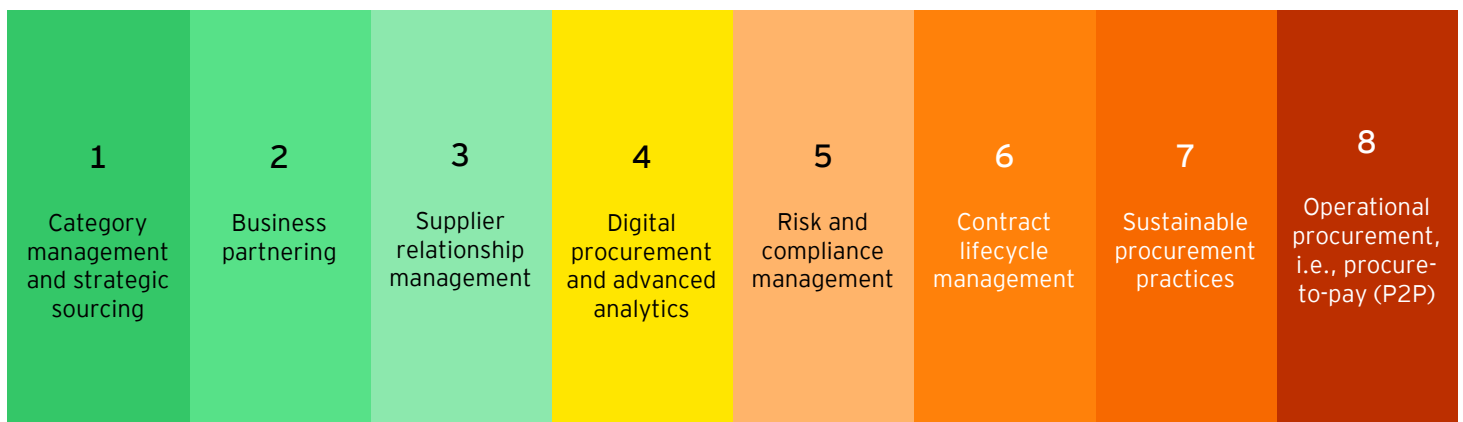 1
Category
management
and strategic
sourcing
2
Business
partnering
3
Supplier
relationship
management
4
Digital
procurement
and advanced
analytics
5
Risk and
compliance
management
6
Contract
lifecycle
management
7
Sustainable
procurement
practices
8
Operational
procurement,
i.e., procure-
to-pay (P2P)